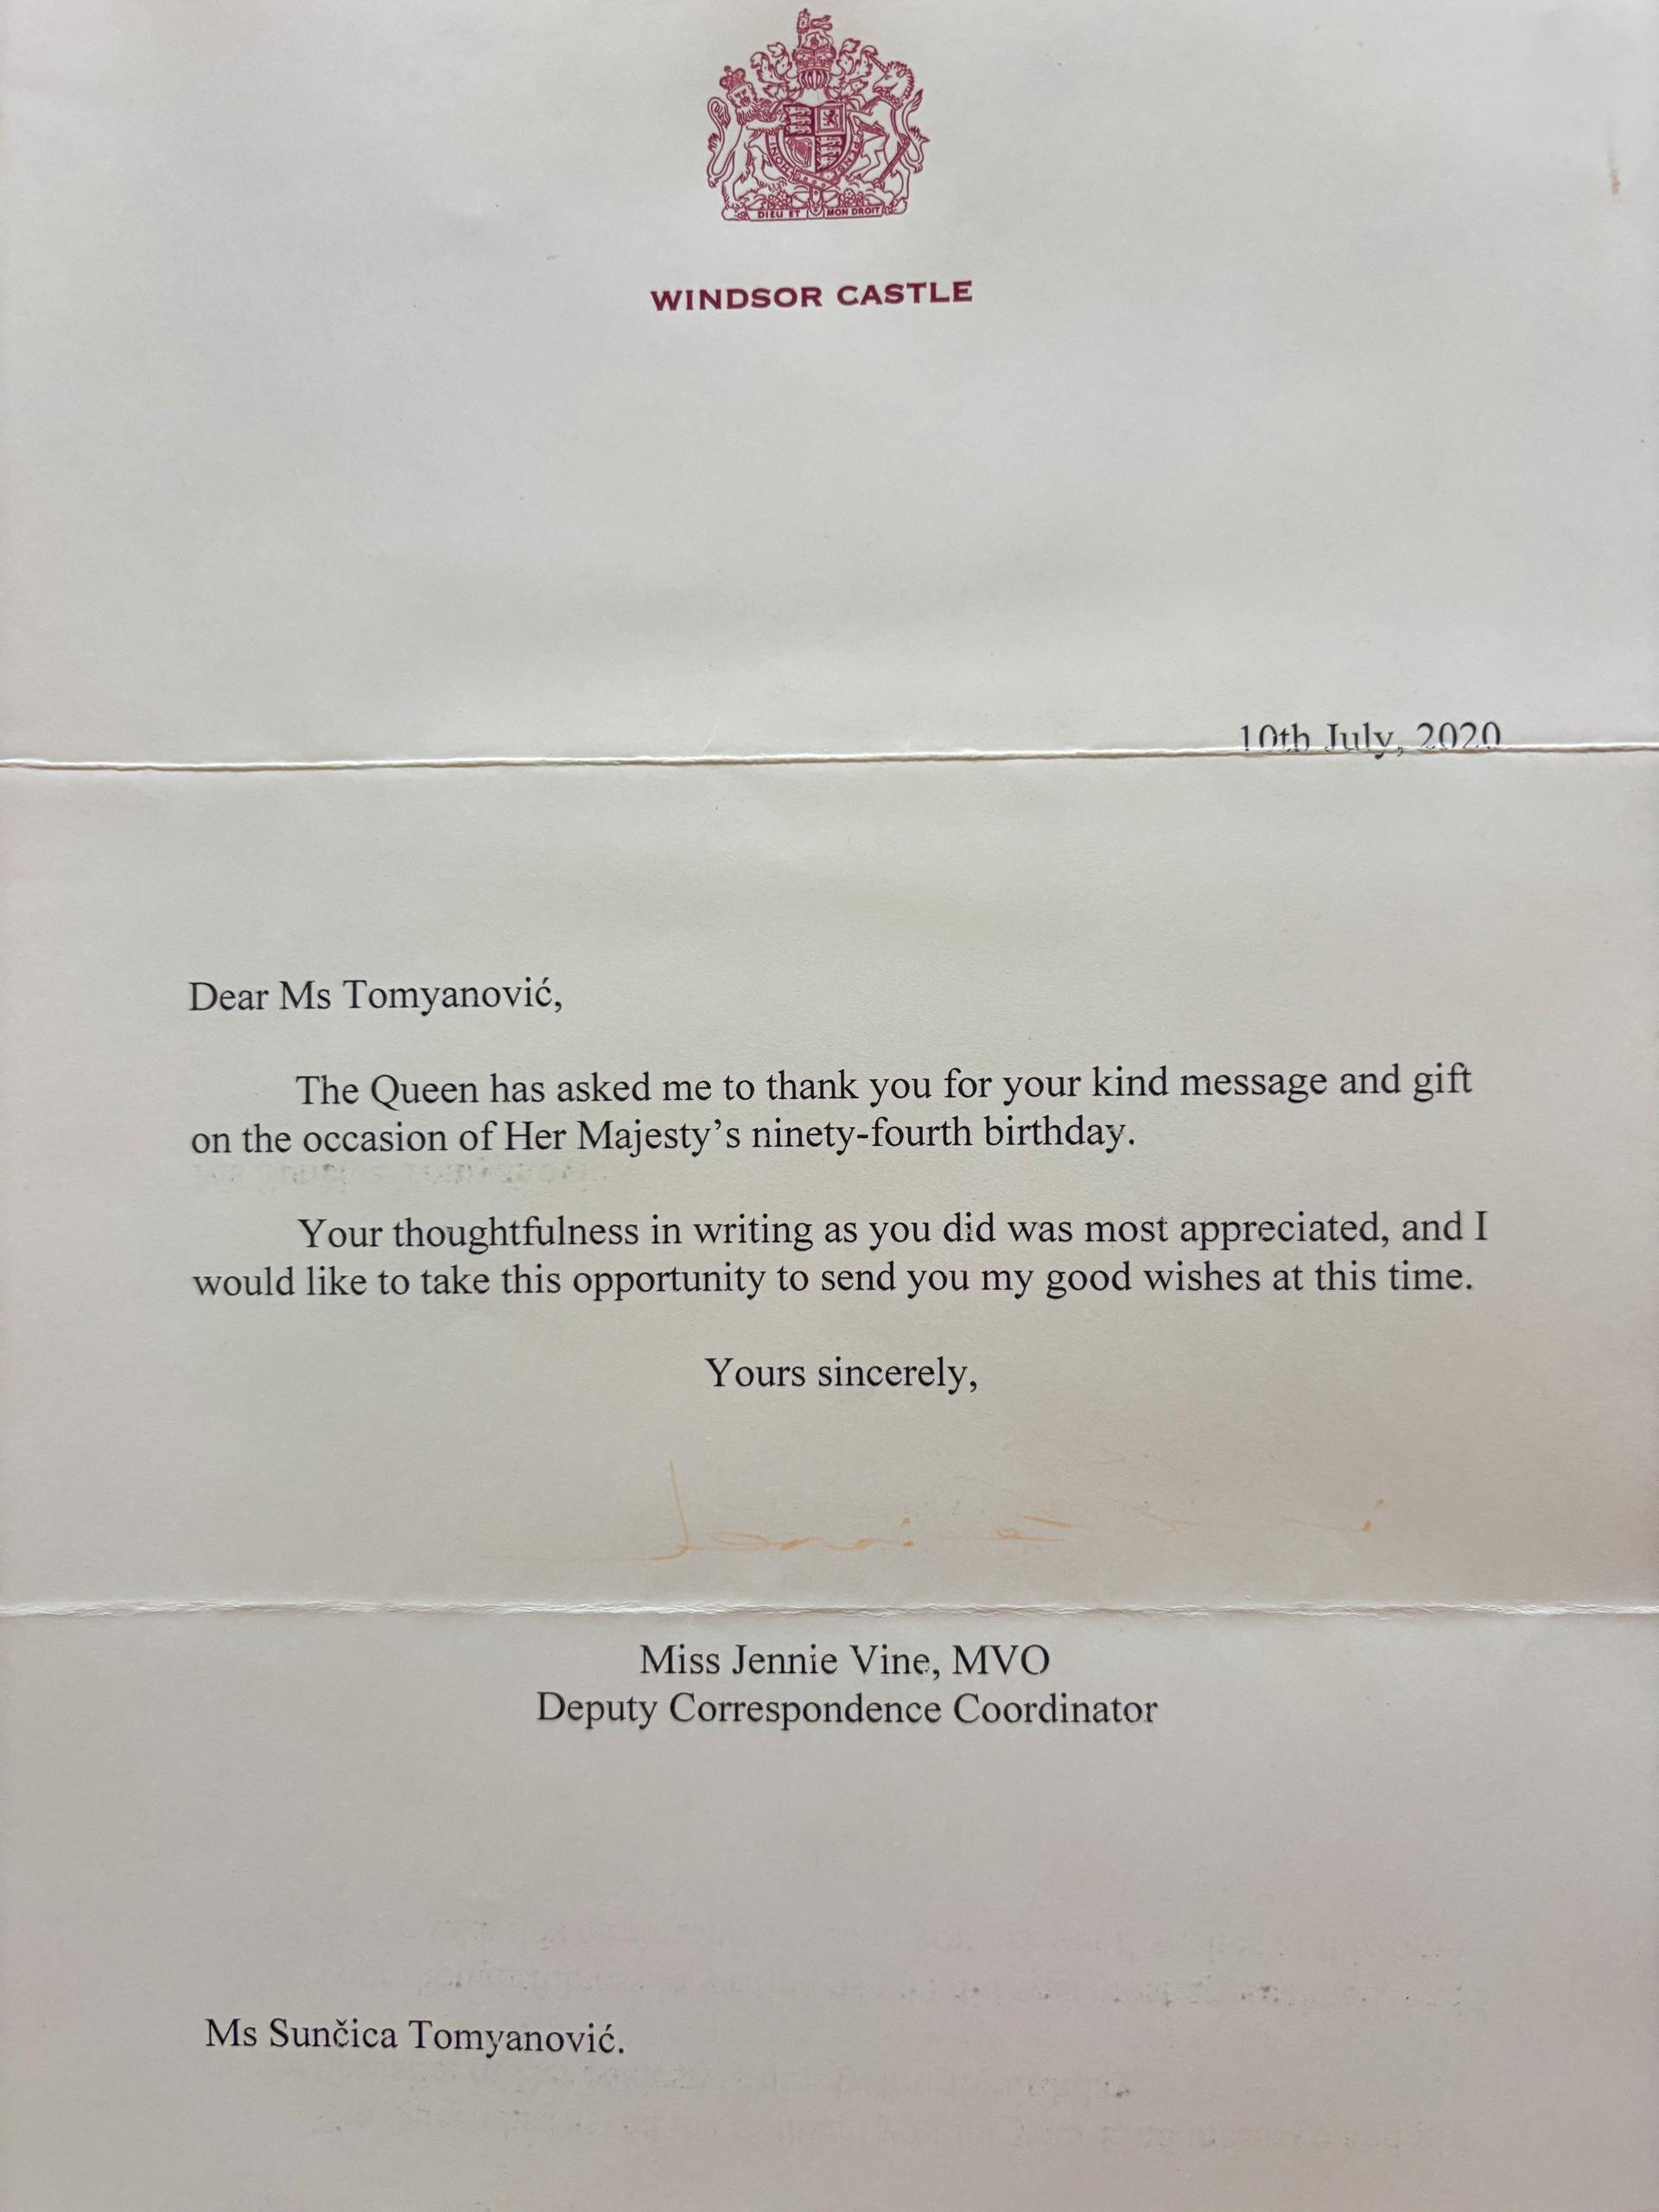 DIEU ET MON DROIT
WINDSOR CASTLE
10th July, 2020
Dear Ms Tomyanović,
The Queen has asked me to thank you for your kind message and gift
on the occasion of Her Majesty’s ninety-fourth birthday.
Your thoughtfulness in writing as you did was most appreciated, and I
would like to take this opportunity to send you my good wishes at this time.
Yours sincerely,
Miss Jennie Vine, MVO
Deputy Correspondence Coordinator
Ms Sunčica Tomyanović.